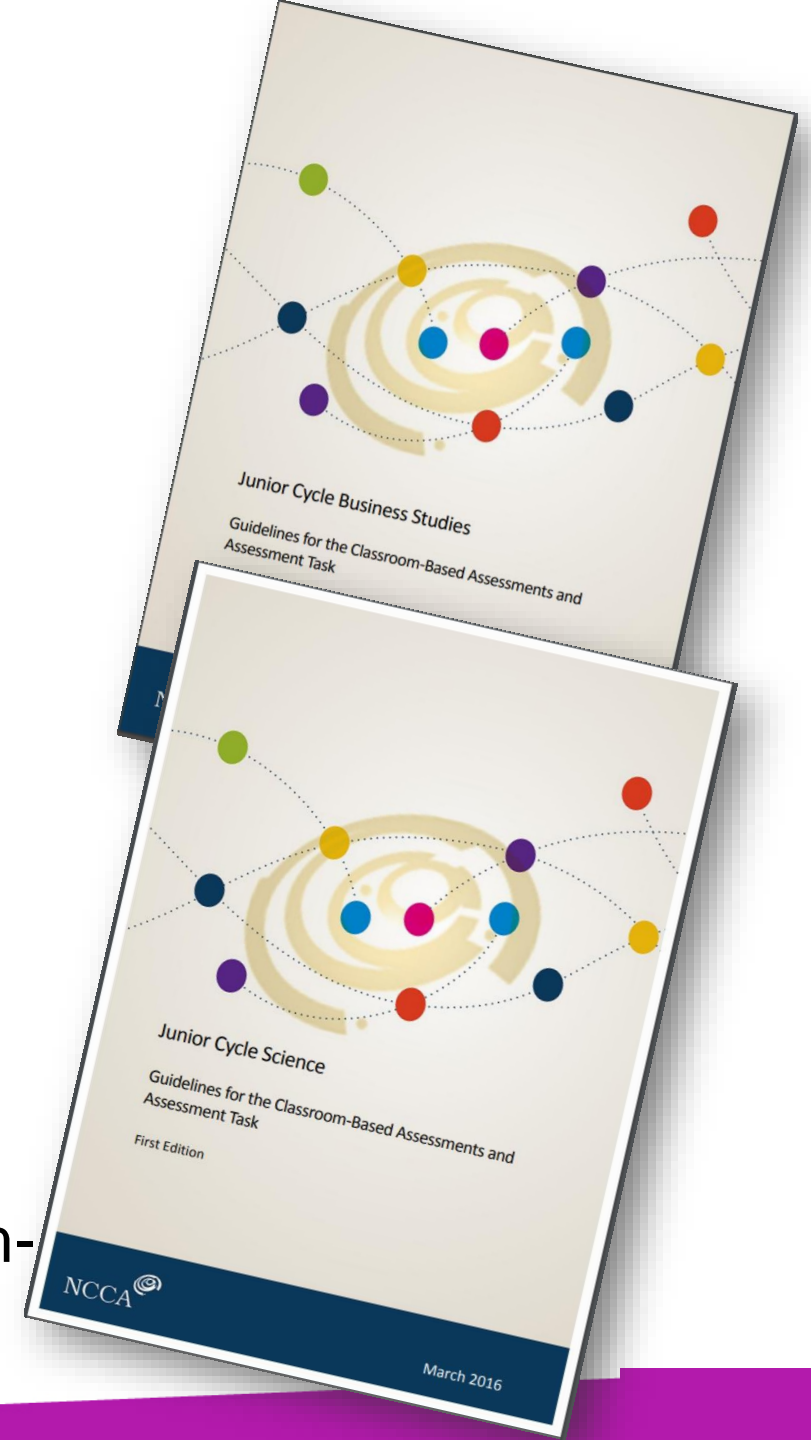 Junior Cycle Business Studies
Guidelines for the Classroom-Based Assessments and
Assessment Task
N
Junior Cycle Science
Guidelines for the Classroom-Based Assessments and
Assessment Task
First Edition
n-
NCCA
March 2016